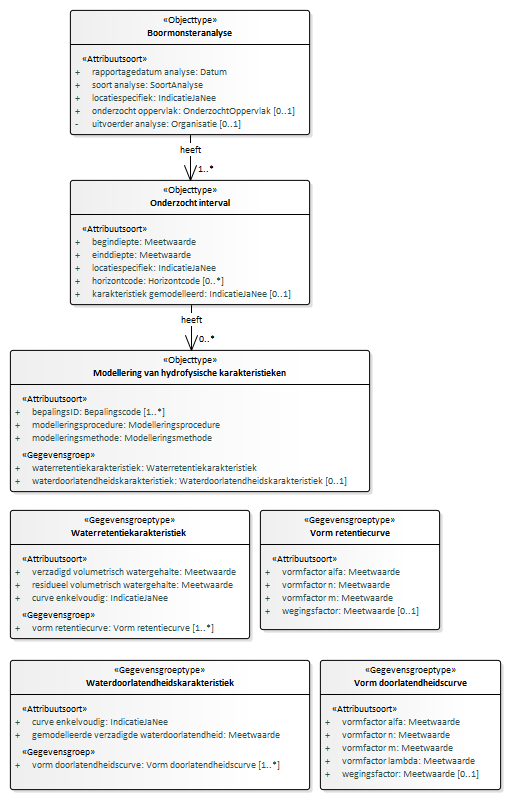 «Objecttype»
Boormonsteranalyse
«Attribuutsoort»
+ rapportagedatum analyse: Datum
+ soort analyse: SoortAnalyse
+ locatiespecifiek: IndicatieJaNee
+ onderzocht oppervlak: OnderzochtOppervlak [0..1]
- uitvoerder analyse: Organisatie [0..1]
heeft
1..*
«Objecttype»
Onderzocht interval
«Attribuutsoort»
+ begindiepte: Meetwaarde
+ einddiepte: Meetwaarde
+ locatiespecifiek: IndicatieJaNee
+ horizontcode: Horizontcode [0..*]
+ karakteristiek gemodelleerd: IndicatieJaNee [0..1]
heeft
0..*
«Objecttype»
Modellering van hydrofysische karakteristieken
«Attribuutsoort»
+ bepalingsID: Bepalingscode [1..*]
+ modelleringsprocedure: Modelleringsprocedure
+ modelleringsmethode: Modelleringsmethode
«Gegevensgroep»
+ waterretentiekarakteristiek: Waterretentiekarakteristiek
+ waterdoorlatendheidskarakteristiek: Waterdoorlatendheidskarakteristiek [0..1]
«Gegevensgroeptype»
Waterretentiekarakteristiek
«Attribuutsoort»
+ verzadigd volumetrisch watergehalte: Meetwaarde
+ residueel volumetrisch watergehalte: Meetwaarde
+ curve enkelvoudig: IndicatieJaNee
«Gegevensgroep»
+ vorm retentiecurve: Vorm retentiecurve [1..*]
«Gegevensgroeptype»
Vorm retentiecurve
«Attribuutsoort»
+ vormfactor alfa: Meetwaarde
+ vormfactor n: Meetwaarde
+ vormfactor m: Meetwaarde
+ wegingsfactor: Meetwaarde [0..1]
«Gegevensgroeptype»
Waterdoorlatendheidskarakteristiek
«Attribuutsoort»
+ curve enkelvoudig: IndicatieJaNee
+ gemodelleerde verzadigde waterdoorlatendheid: Meetwaarde
«Gegevensgroep»
+ vorm doorlatendheidscurve: Vorm doorlatendheidscurve [1..*]
«Gegevensgroeptype»
Vorm doorlatendheidscurve
«Attribuutsoort»
+ vormfactor alfa: Meetwaarde
+ vormfactor n: Meetwaarde
+ vormfactor m: Meetwaarde
+ vormfactor lambda: Meetwaarde
+ wegingsfactor: Meetwaarde [0..1]